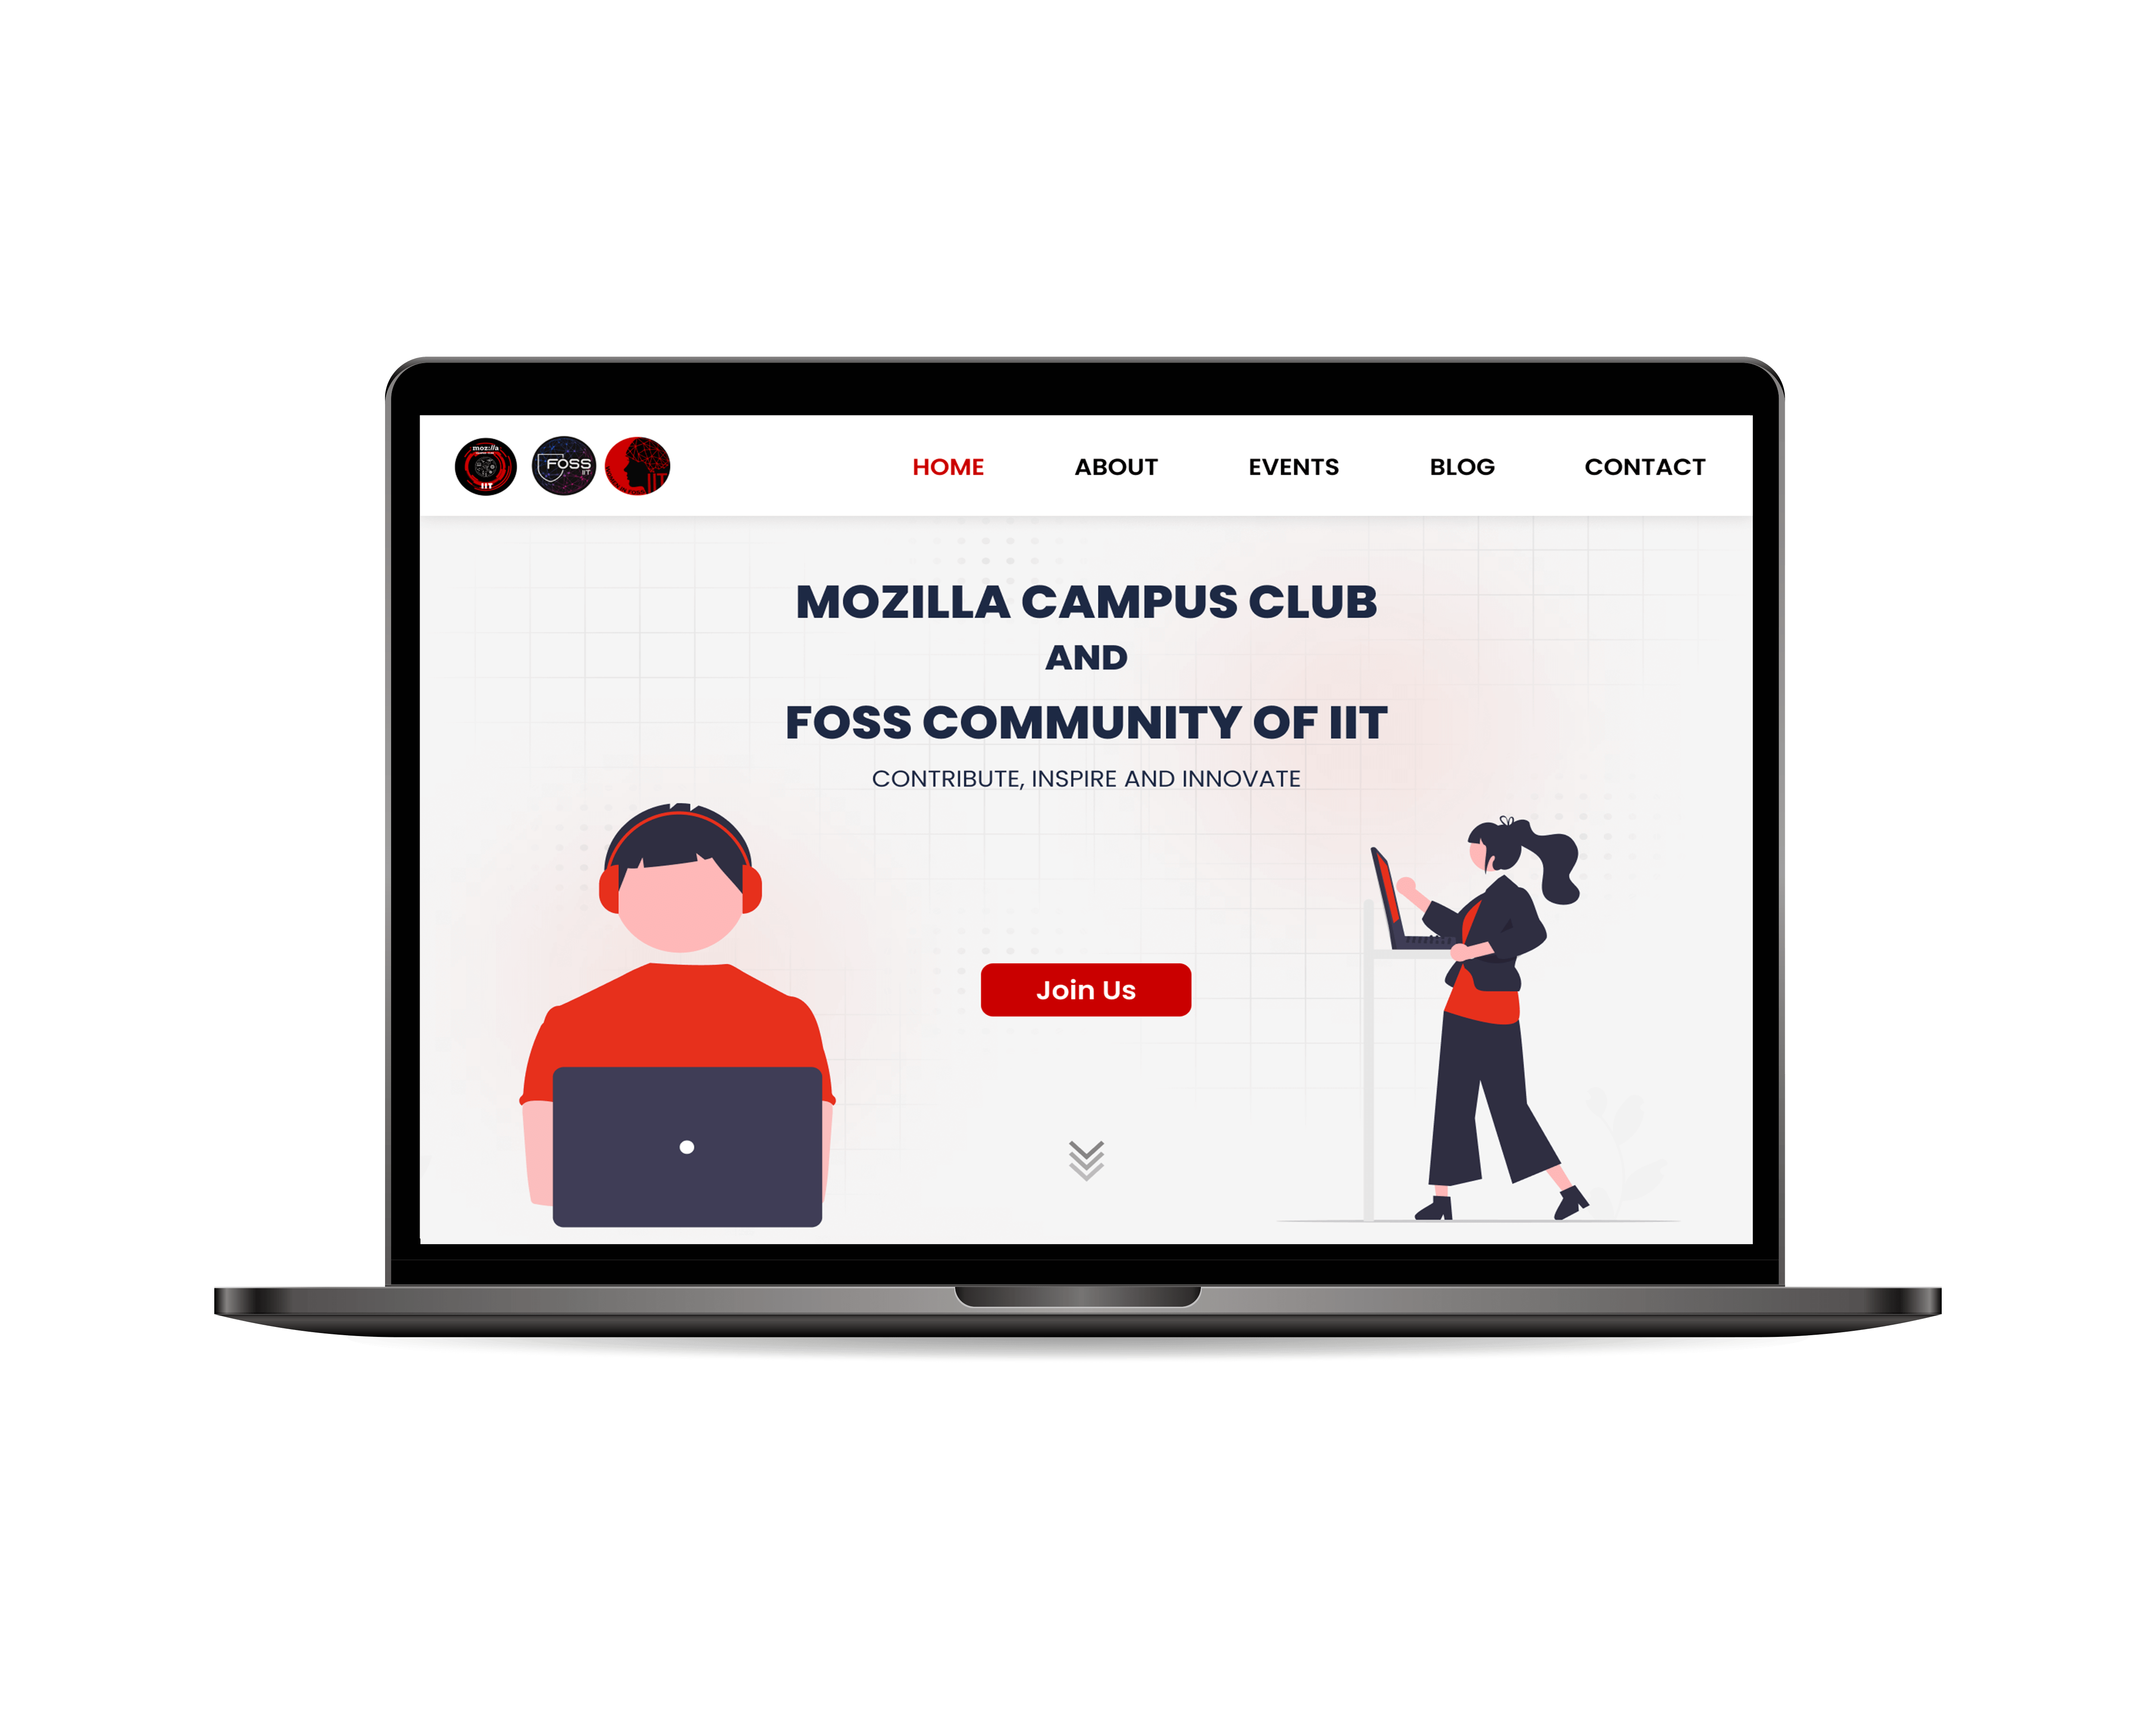 moz://a
IIT
FOSS
IIT
HOME ABOUT EVENTS BLOG CONTACT
MOZILLA CAMPUS CLUB
AND
FOSS COMMUNITY OF IIT
CONTRIBUTE, INSPIRE AND INNOVATE
Join Us